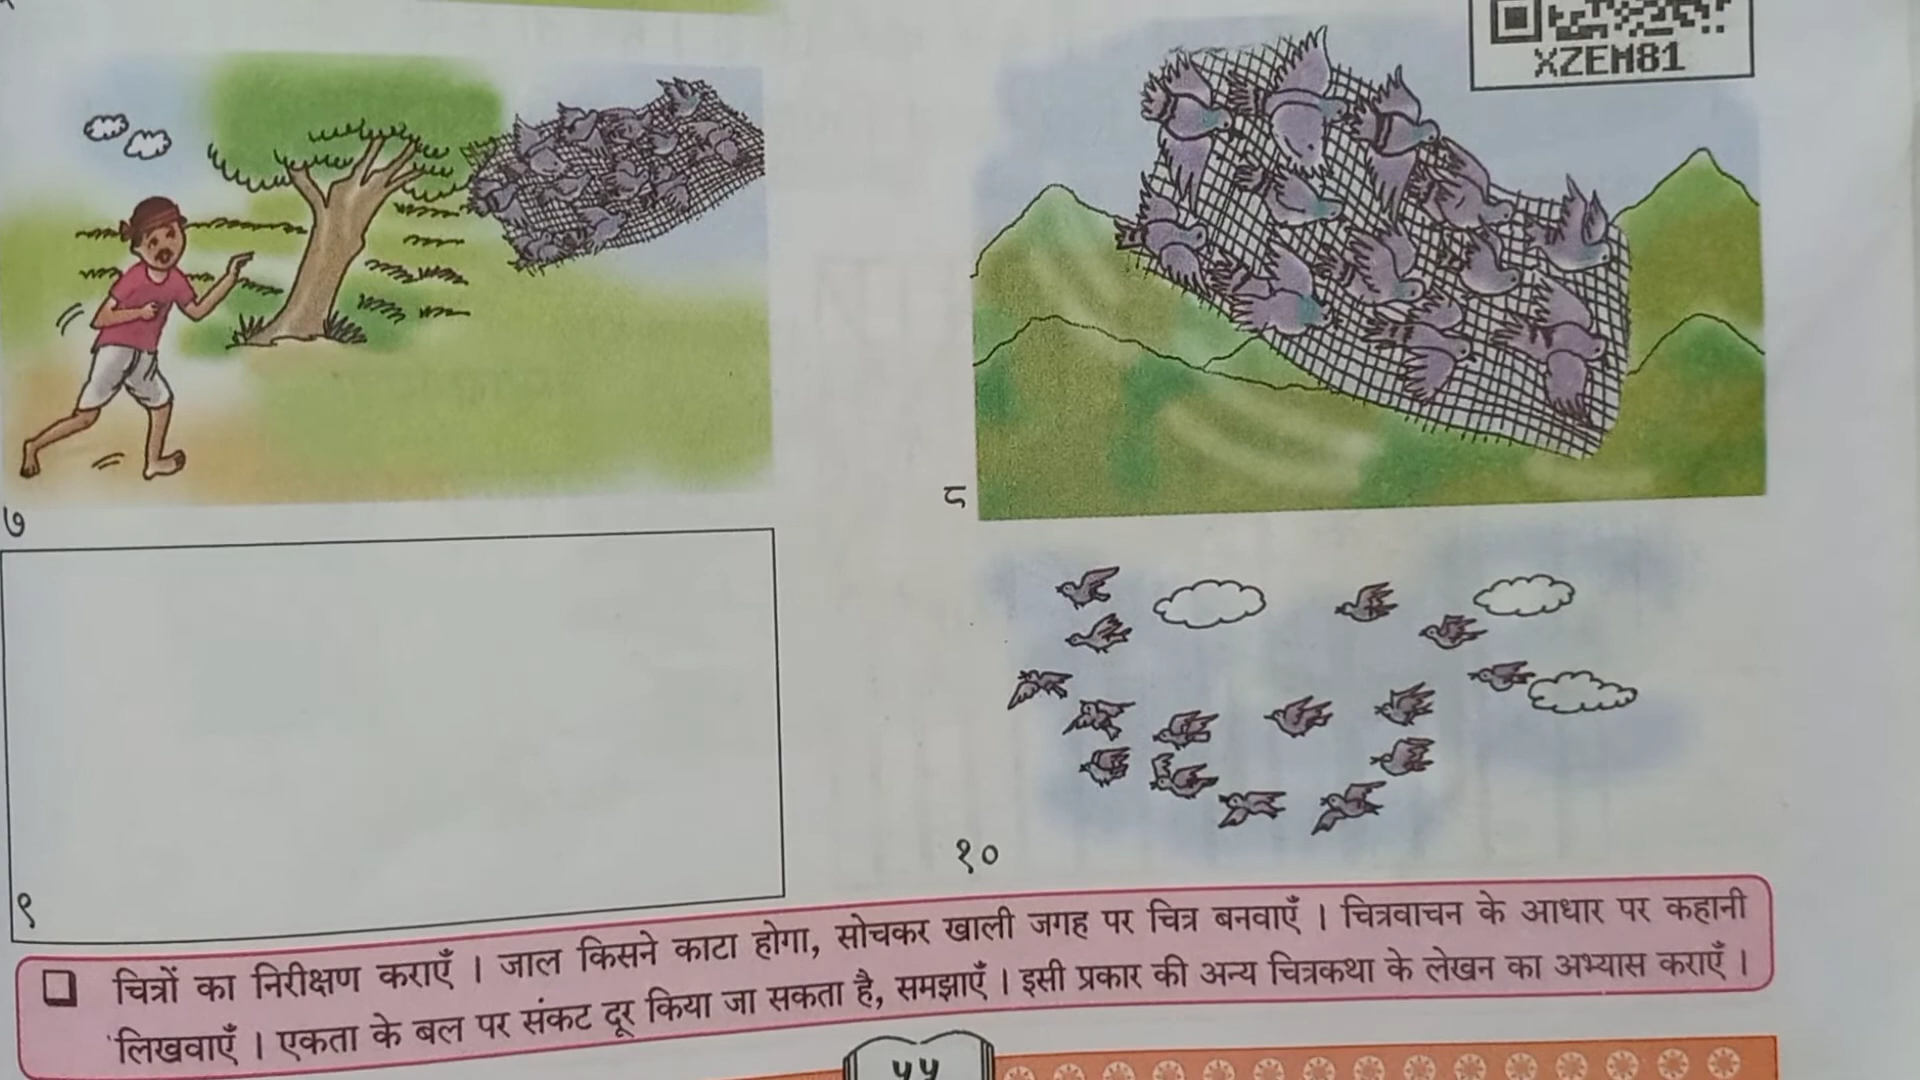 XZEM81
७
८
९
१०
❑ चित्रों का निरीक्षण कराएँ । जाल किसने काटा होगा, सोचकर खाली जगह पर चित्र बनवाएँ । चित्रवाचन के आधार पर कहानी
लिखवाएँ । एकता के बल पर संकट दूर किया जा सकता है, समझाएँ । इसी प्रकार की अन्य चित्रकथा के लेखन का अभ्यास कराएँ ।
५५